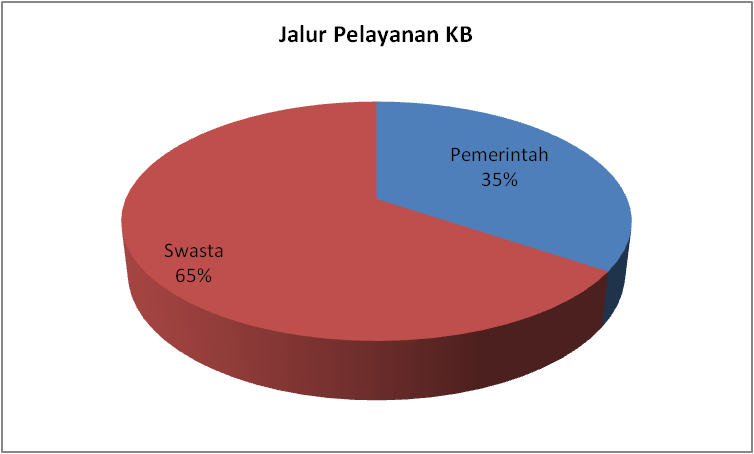 Jalur Pelayanan KB
Pemerintah
35%
Swasta
65%